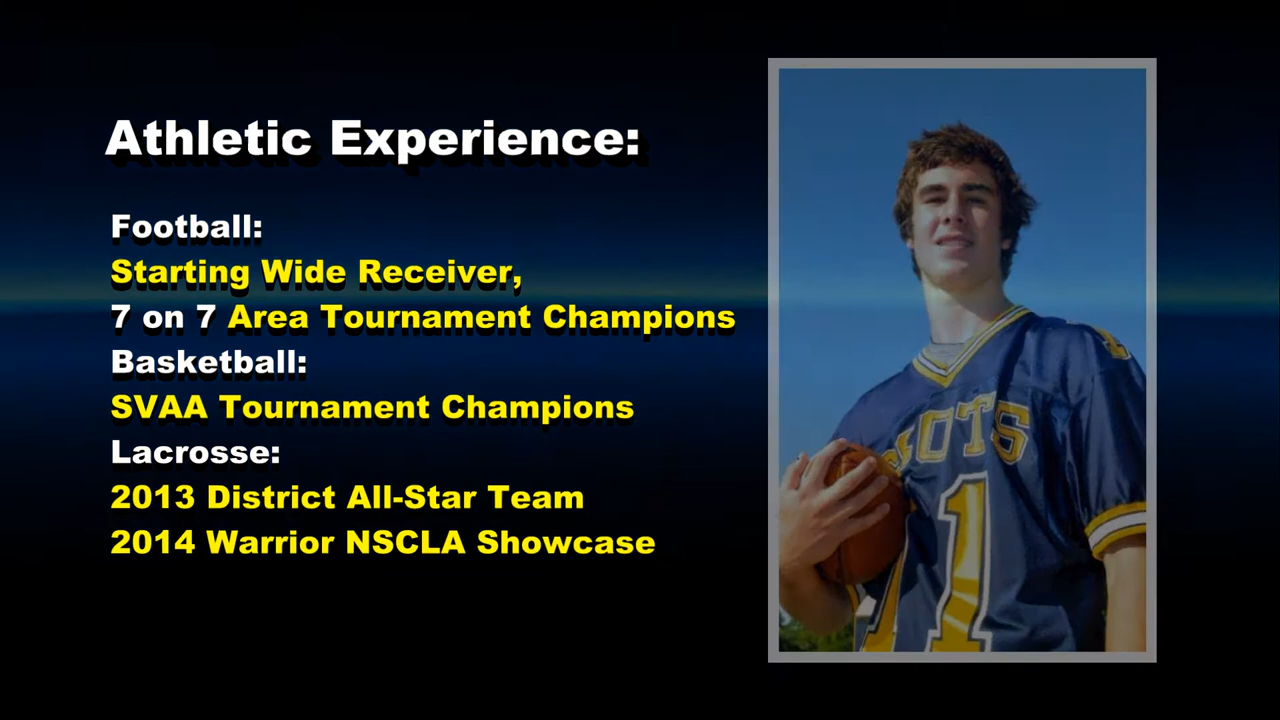 Athletic Experience:
Football:
Starting Wide Receiver,
7 on 7 Area Tournament Champions
Basketball:
SVAA Tournament Champions
Lacrosse:
2013 District All-Star Team
2014 Warrior NSCLA Showcase